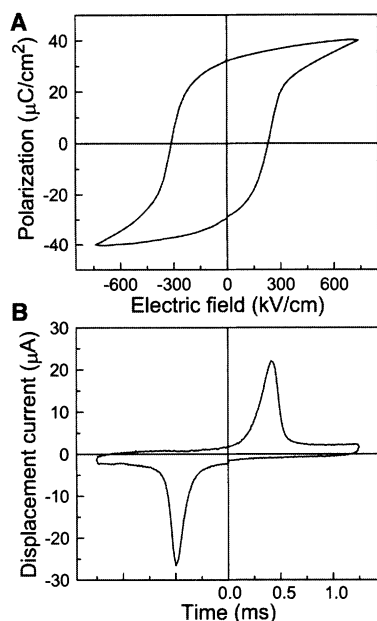 A
40
20
0
-20
-40
Polarization (μC/cm²)
-600 -300 0 300 600
Electric field (kV/cm)
B
30
20
10
0
-10
-20
-30
Displacement current (μA)
0.0 0.5 1.0
Time (ms)